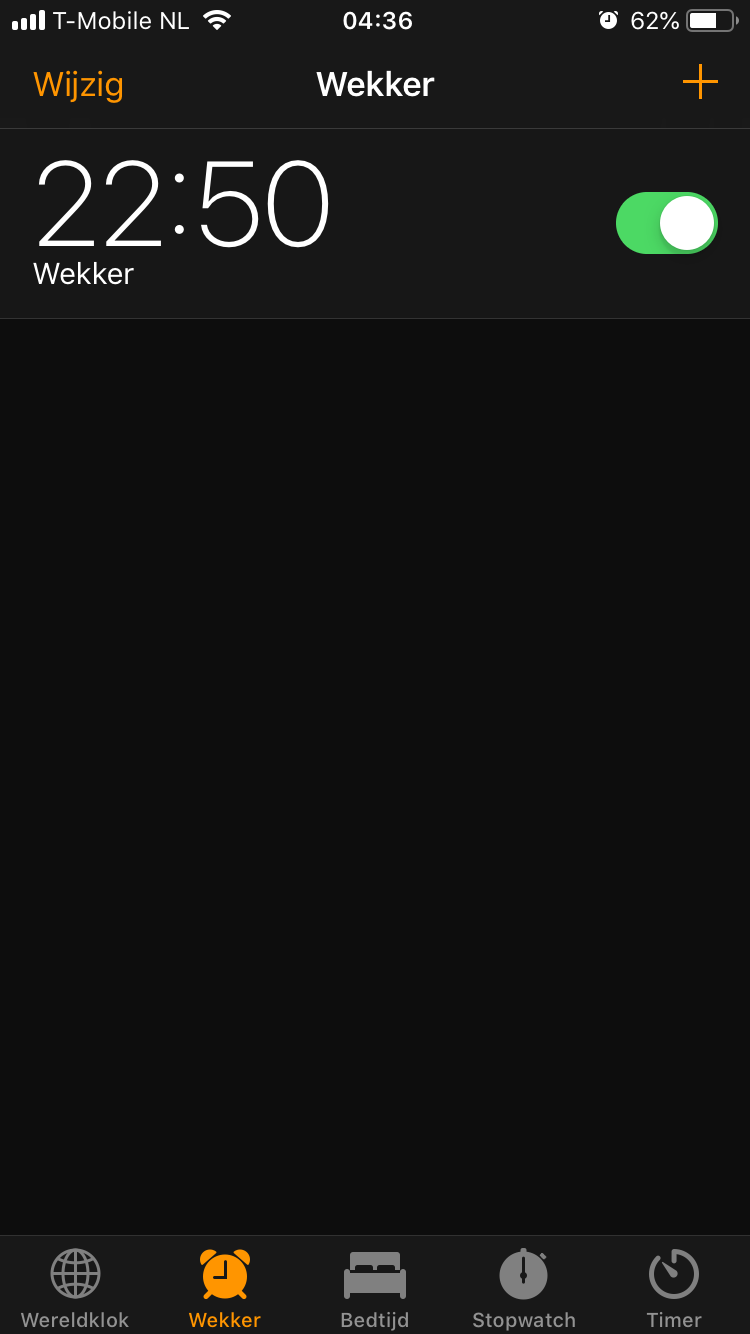 T-Mobile NL 04:36 62%
Wijzig Wekker +
22:50
Wekker
Wereldklok Wekker Bedtijd Stopwatch Timer